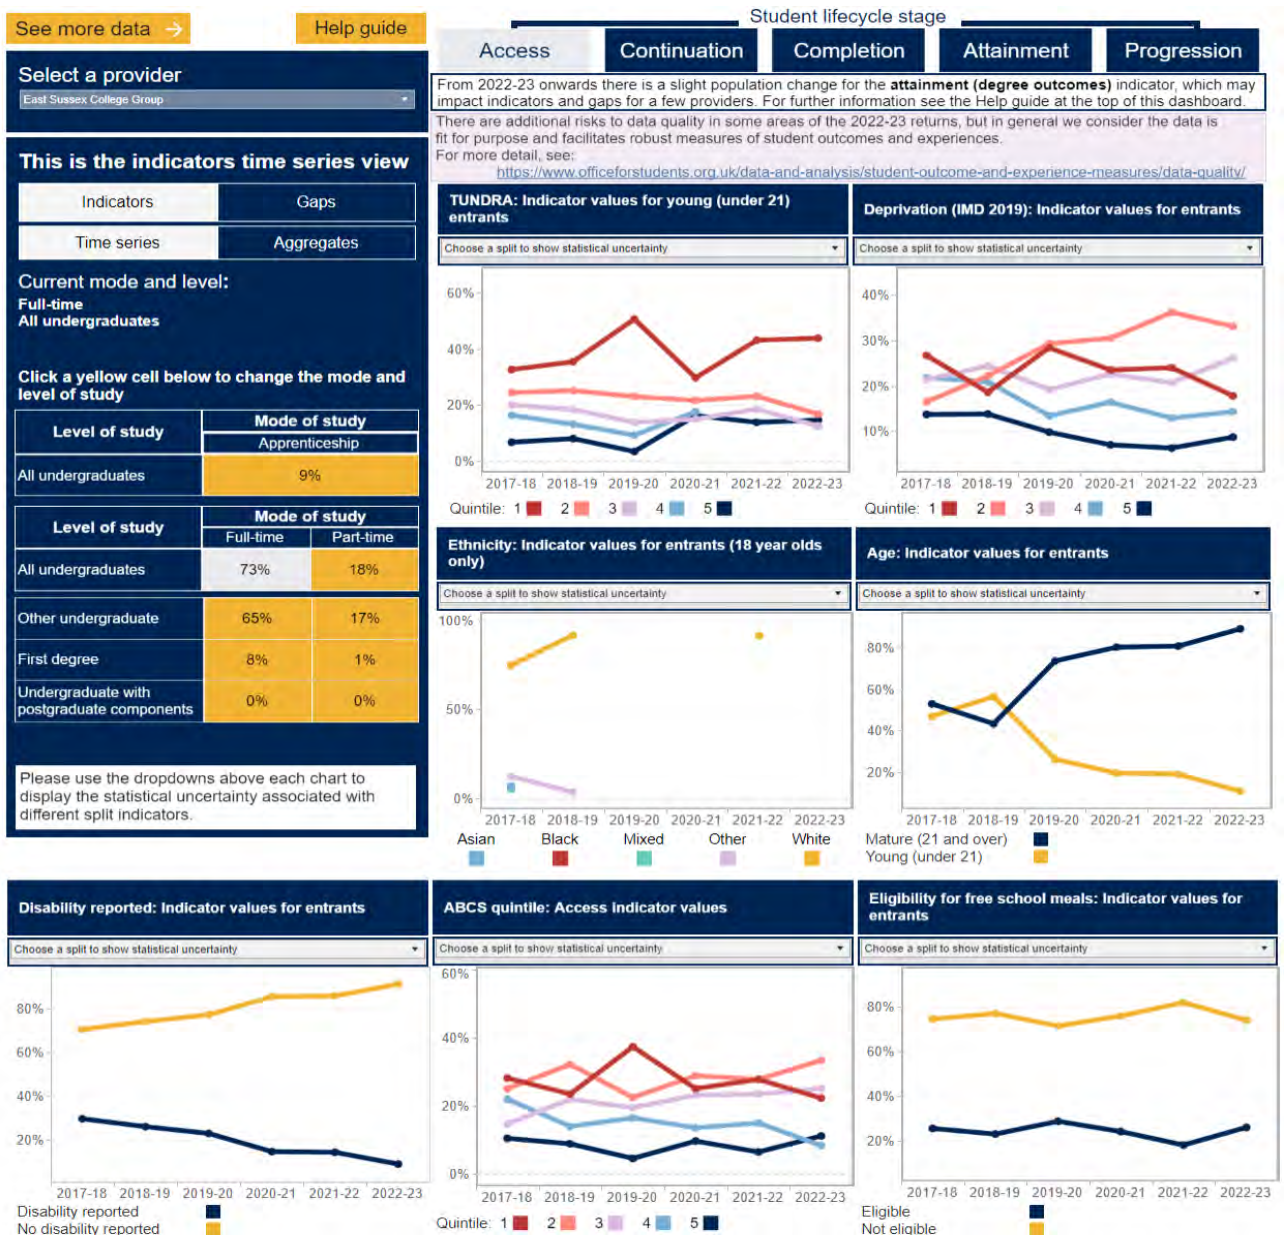 See more data →
Help guide
Select a provider
East Sussex College Group
This is the indicators time series view
Indicators
Gaps
Time series
Aggregates
Current mode and level:
Full-time
All undergraduates
Click a yellow cell below to change the mode and
level of study
Level of study
Mode of study
Apprenticeship
All undergraduates
9%
Level of study
Mode of study
Full-time
Part-time
All undergraduates
73%
18%
Other undergraduate
65%
17%
First degree
8%
1%
Undergraduate with
postgraduate components
0%
0%
Please use the dropdowns above each chart to
display the statistical uncertainty associated with
different split indicators.
Student lifecycle stage
Access
Continuation
Completion
Attainment
Progression
From 2022-23 onwards there is a slight population change for the attainment (degree outcomes) indicator, which may
impact indicators and gaps for a few providers. For further information see the Help guide at the top of this dashboard.
There are additional risks to data quality in some areas of the 2022-23 returns, but in general we consider the data is
fit for purpose and facilitates robust measures of student outcomes and experiences.
For more detail, see:
https://www.officeforstudents.org.uk/data-and-analysis/student-outcome-and-experience-measures/data-quality/
TUNDRA: Indicator values for young (under 21)
entrants
Choose a split to show statistical uncertainty
60%
40%
20%
0%
2017-18 2018-19 2019-20 2020-21 2021-22 2022-23
Quintile: 1 2 3 4 5
Deprivation (IMD 2019): Indicator values for entrants
Choose a split to show statistical uncertainty
40%
30%
20%
10%
2017-18 2018-19 2019-20 2020-21 2021-22 2022-23
Quintile: 1 2 3 4 5
Ethnicity: Indicator values for entrants (18 year olds
only)
Choose a split to show statistical uncertainty
100%
50%
0%
2017-18 2018-19 2019-20 2020-21 2021-22 2022-23
Asian Black Mixed Other White
Age: Indicator values for entrants
Choose a split to show statistical uncertainty
80%
60%
40%
20%
2017-18 2018-19 2019-20 2020-21 2021-22 2022-23
Mature (21 and over)
Young (under 21)
Disability reported: Indicator values for entrants
Choose a split to show statistical uncertainty
80%
60%
40%
20%
2017-18 2018-19 2019-20 2020-21 2021-22 2022-23
Disability reported
No disability reported
ABCS quintile: Access indicator values
Choose a split to show statistical uncertainty
60%
40%
20%
0%
2017-18 2018-19 2019-20 2020-21 2021-22 2022-23
Quintile: 1 2 3 4 5
Eligibility for free school meals: Indicator values for
entrants
Choose a split to show statistical uncertainty
80%
60%
40%
20%
2017-18 2018-19 2019-20 2020-21 2021-22 2022-23
Eligible
Not eligible